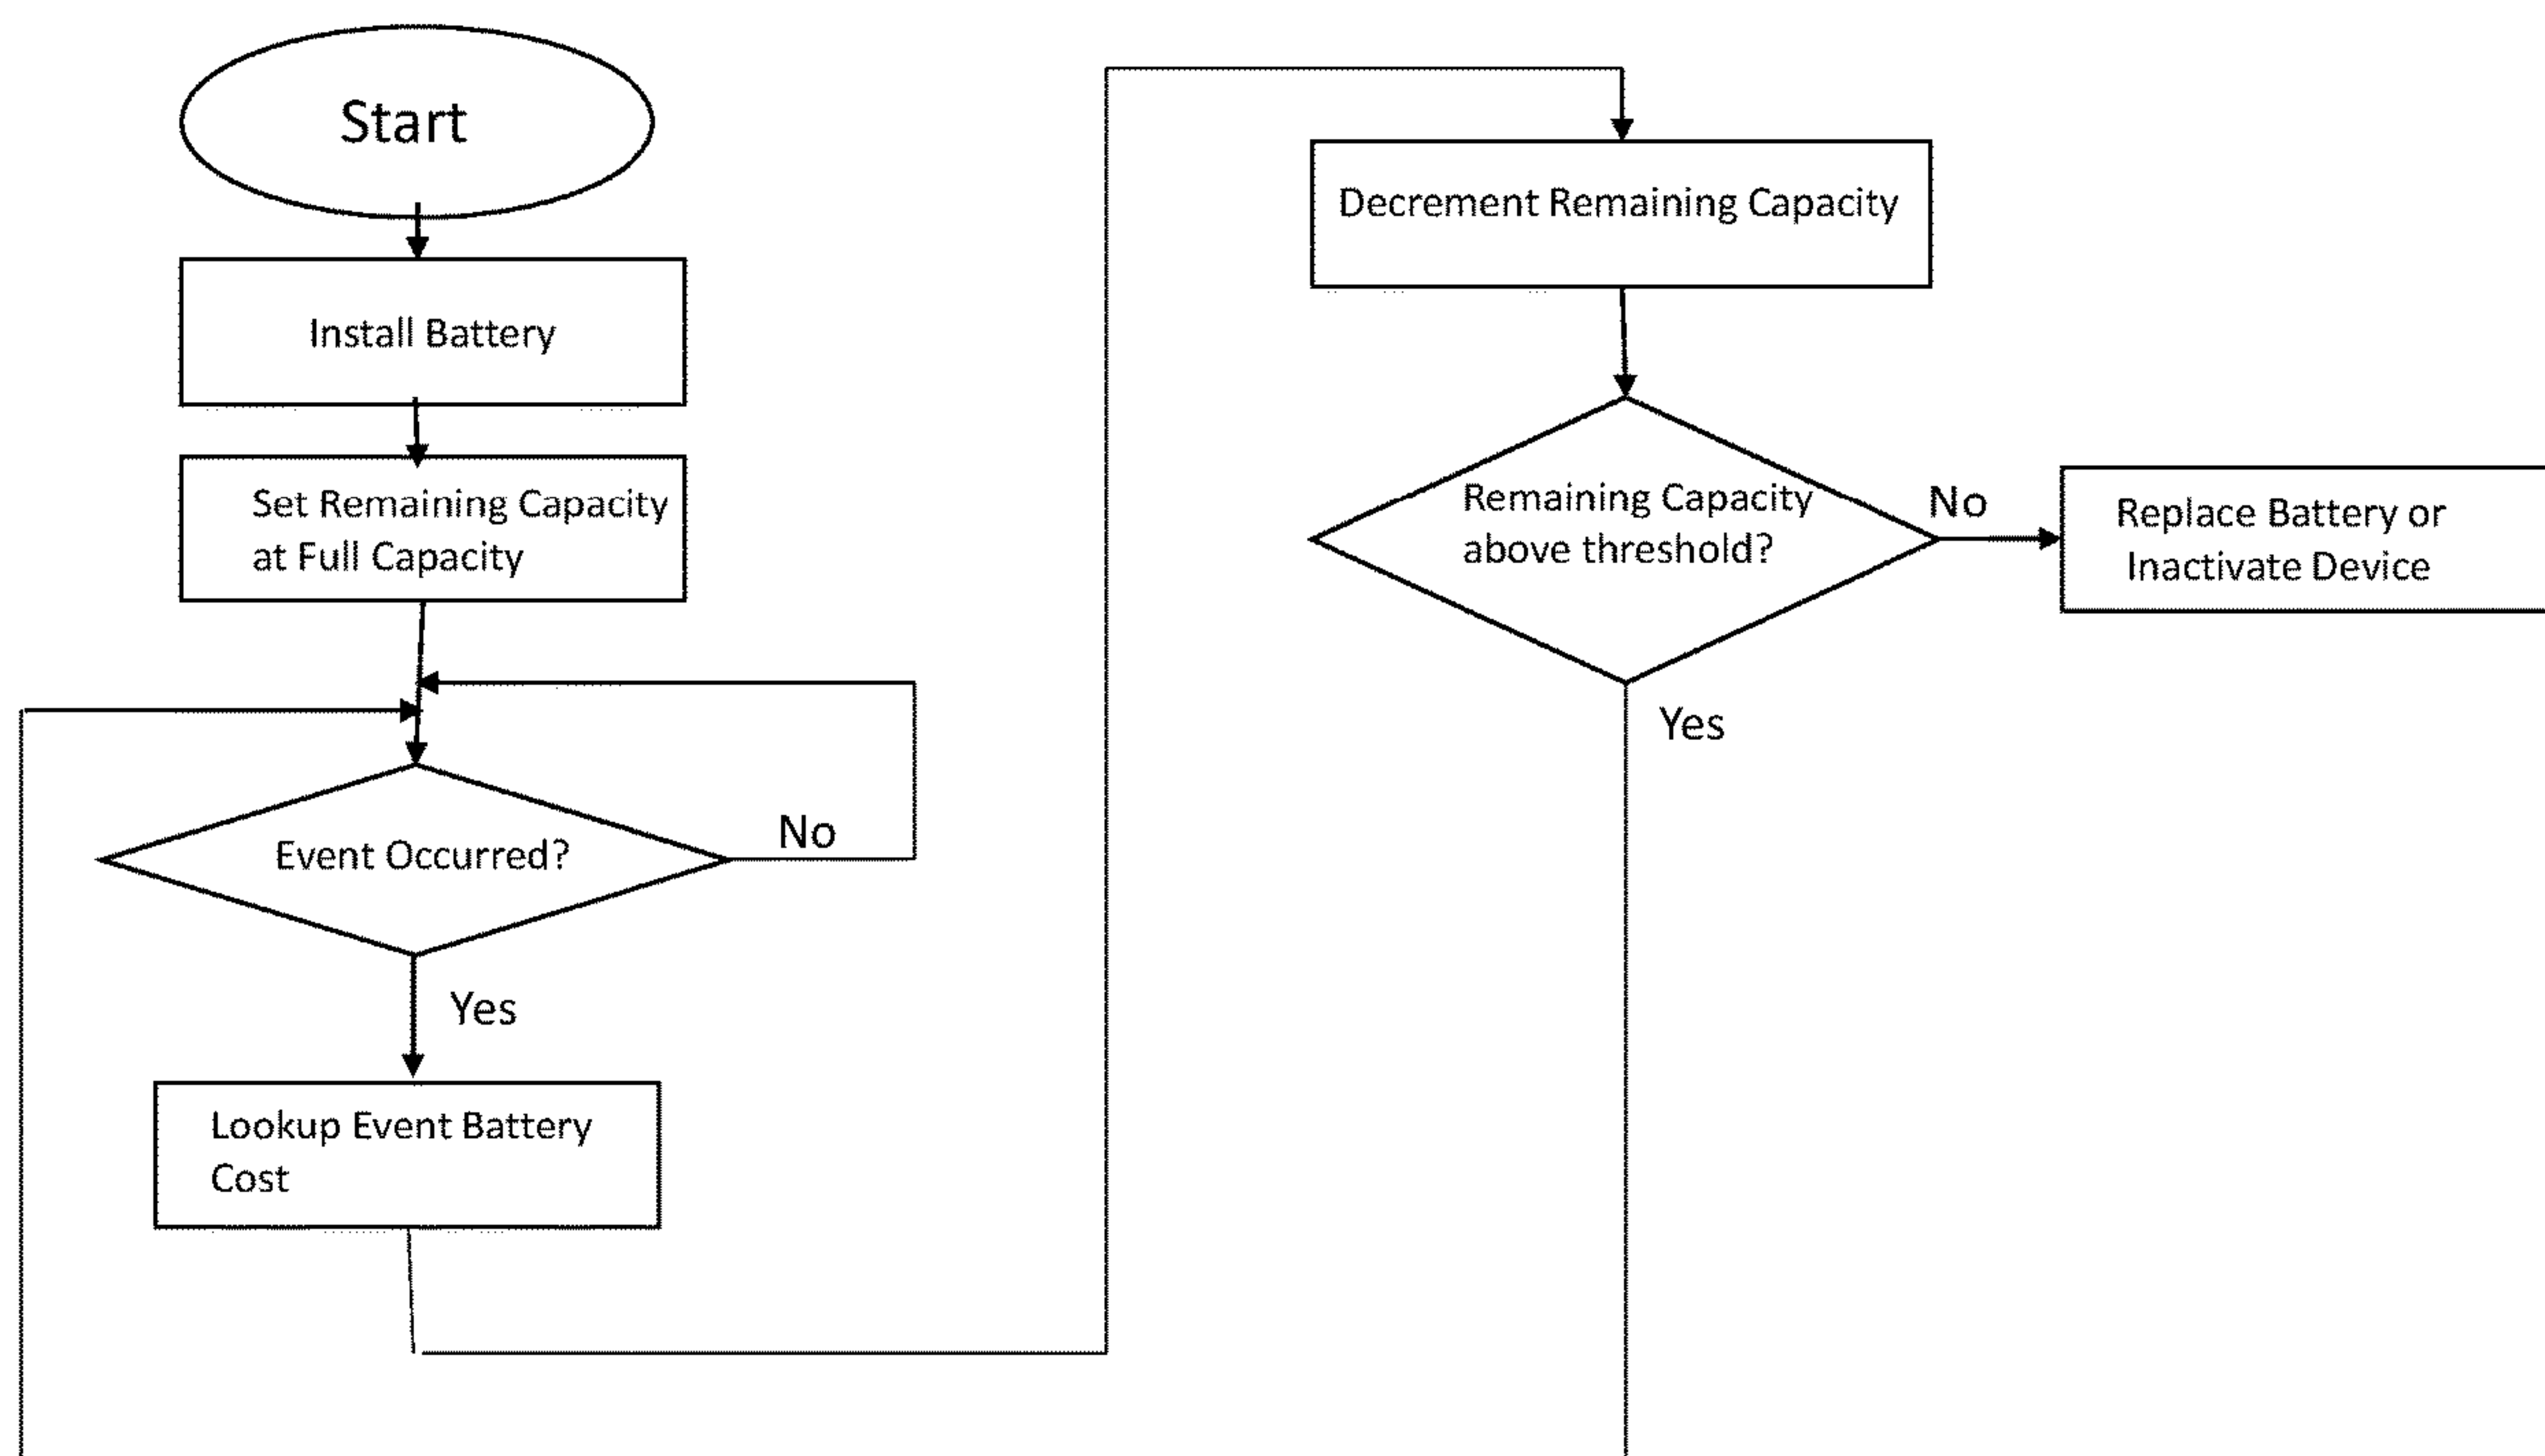 Start
Install Battery
Set Remaining Capacity
at Full Capacity
Event Occurred?
No
Yes
Lookup Event Battery
Cost
Decrement Remaining Capacity
Remaining Capacity
above threshold?
No
Yes
Replace Battery or
Inactivate Device